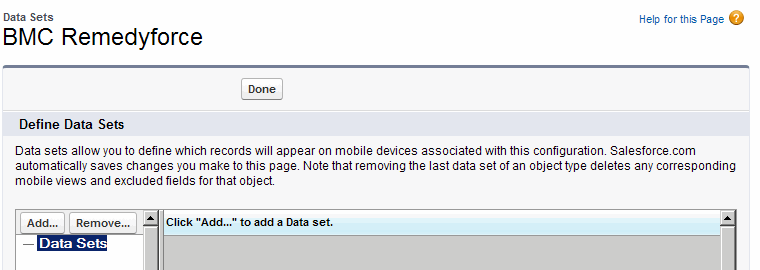 Data Sets
Help for this Page ?
BMC Remedyforce
Done
Define Data Sets
Data sets allow you to define which records will appear on mobile devices associated with this configuration. Salesforce.com
automatically saves changes you make to this page. Note that removing the last data set of an object type deletes any corresponding
mobile views and excluded fields for that object.
Add... Remove... Click "Add..." to add a Data set.
Data Sets